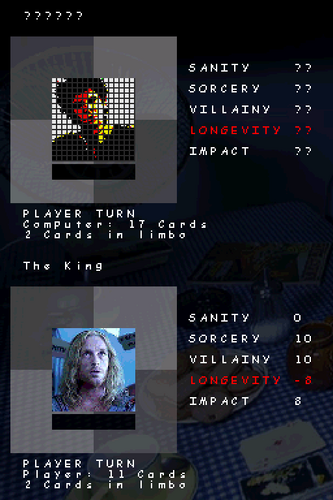 ??????
SANITY ??
SORCERY ??
VILLAINY ??
LONGEVITY ??
IMPACT ??
PLAYER TURN
Computer: 17 Cards
2 Cards in limbo
The King
SANITY 0
SORCERY 10
VILLAINY 10
LONGEVITY -8
IMPACT 8
PLAYER TURN
Player: 11 Cards
2 Cards in limbo